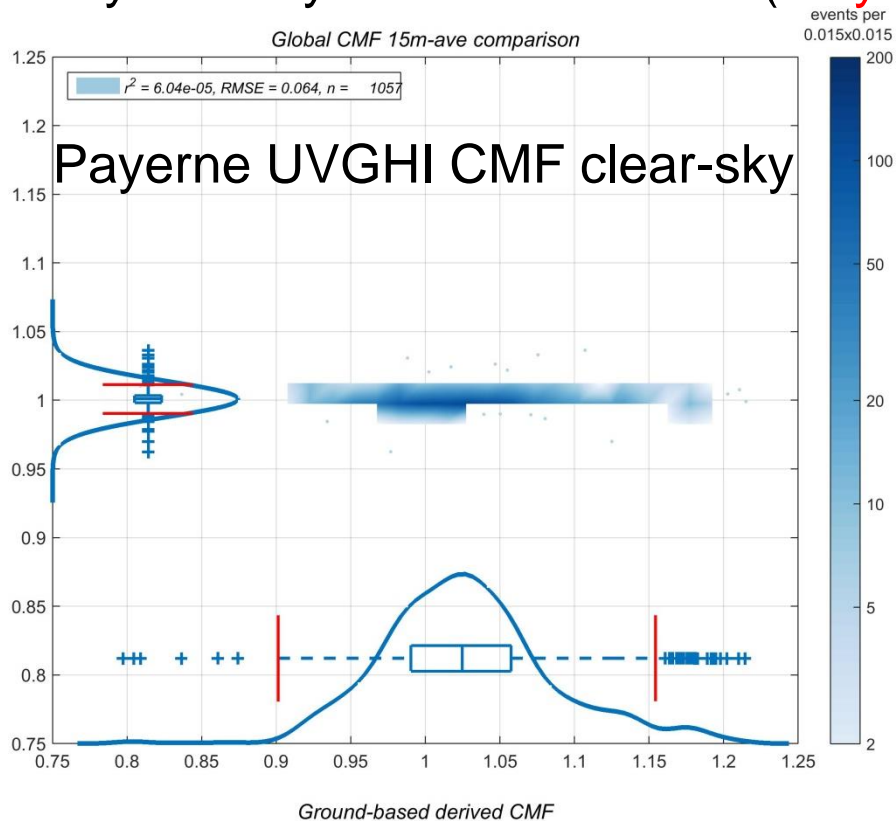 events per
0.015x0.015
Global CMF 15m-ave comparison
r² = 6.04e-05, RMSE = 0.064, n = 1057
Payerne UVGHI CMF clear-sky
1.25
1.2
1.15
1.1
1.05
1
0.95
0.9
0.85
0.8
0.75
0.75 0.8 0.85 0.9 0.95 1 1.05 1.1 1.15 1.2 1.25
200
100
50
20
10
5
2
Ground-based derived CMF